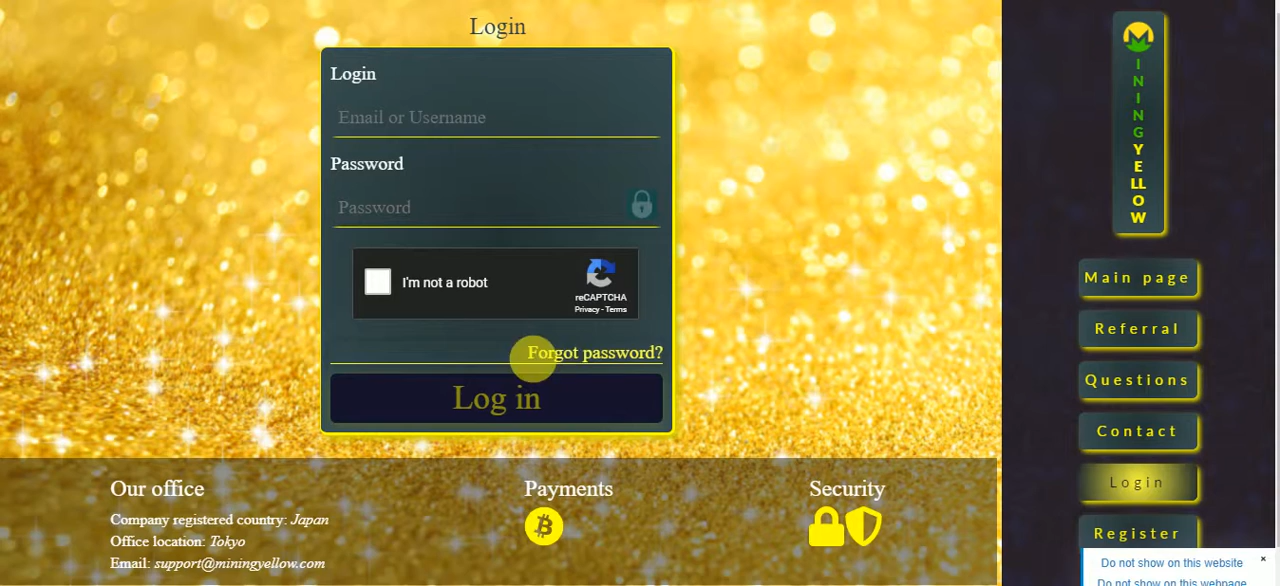 Login
Login
Email or Username
Password
Password
I'm not a robot
reCAPTCHA
Privacy - Terms
Forgot password?
Log in
Our office
Company registered country: Japan
Office location: Tokyo
Email: support@miningyellow.com
Payments
Security
M
I
N
I
N
G
Y
E
LL
O
W
Main page
Referral
Questions
Contact
Login
Register
Do not show on this website
×
Do not show on this webpage